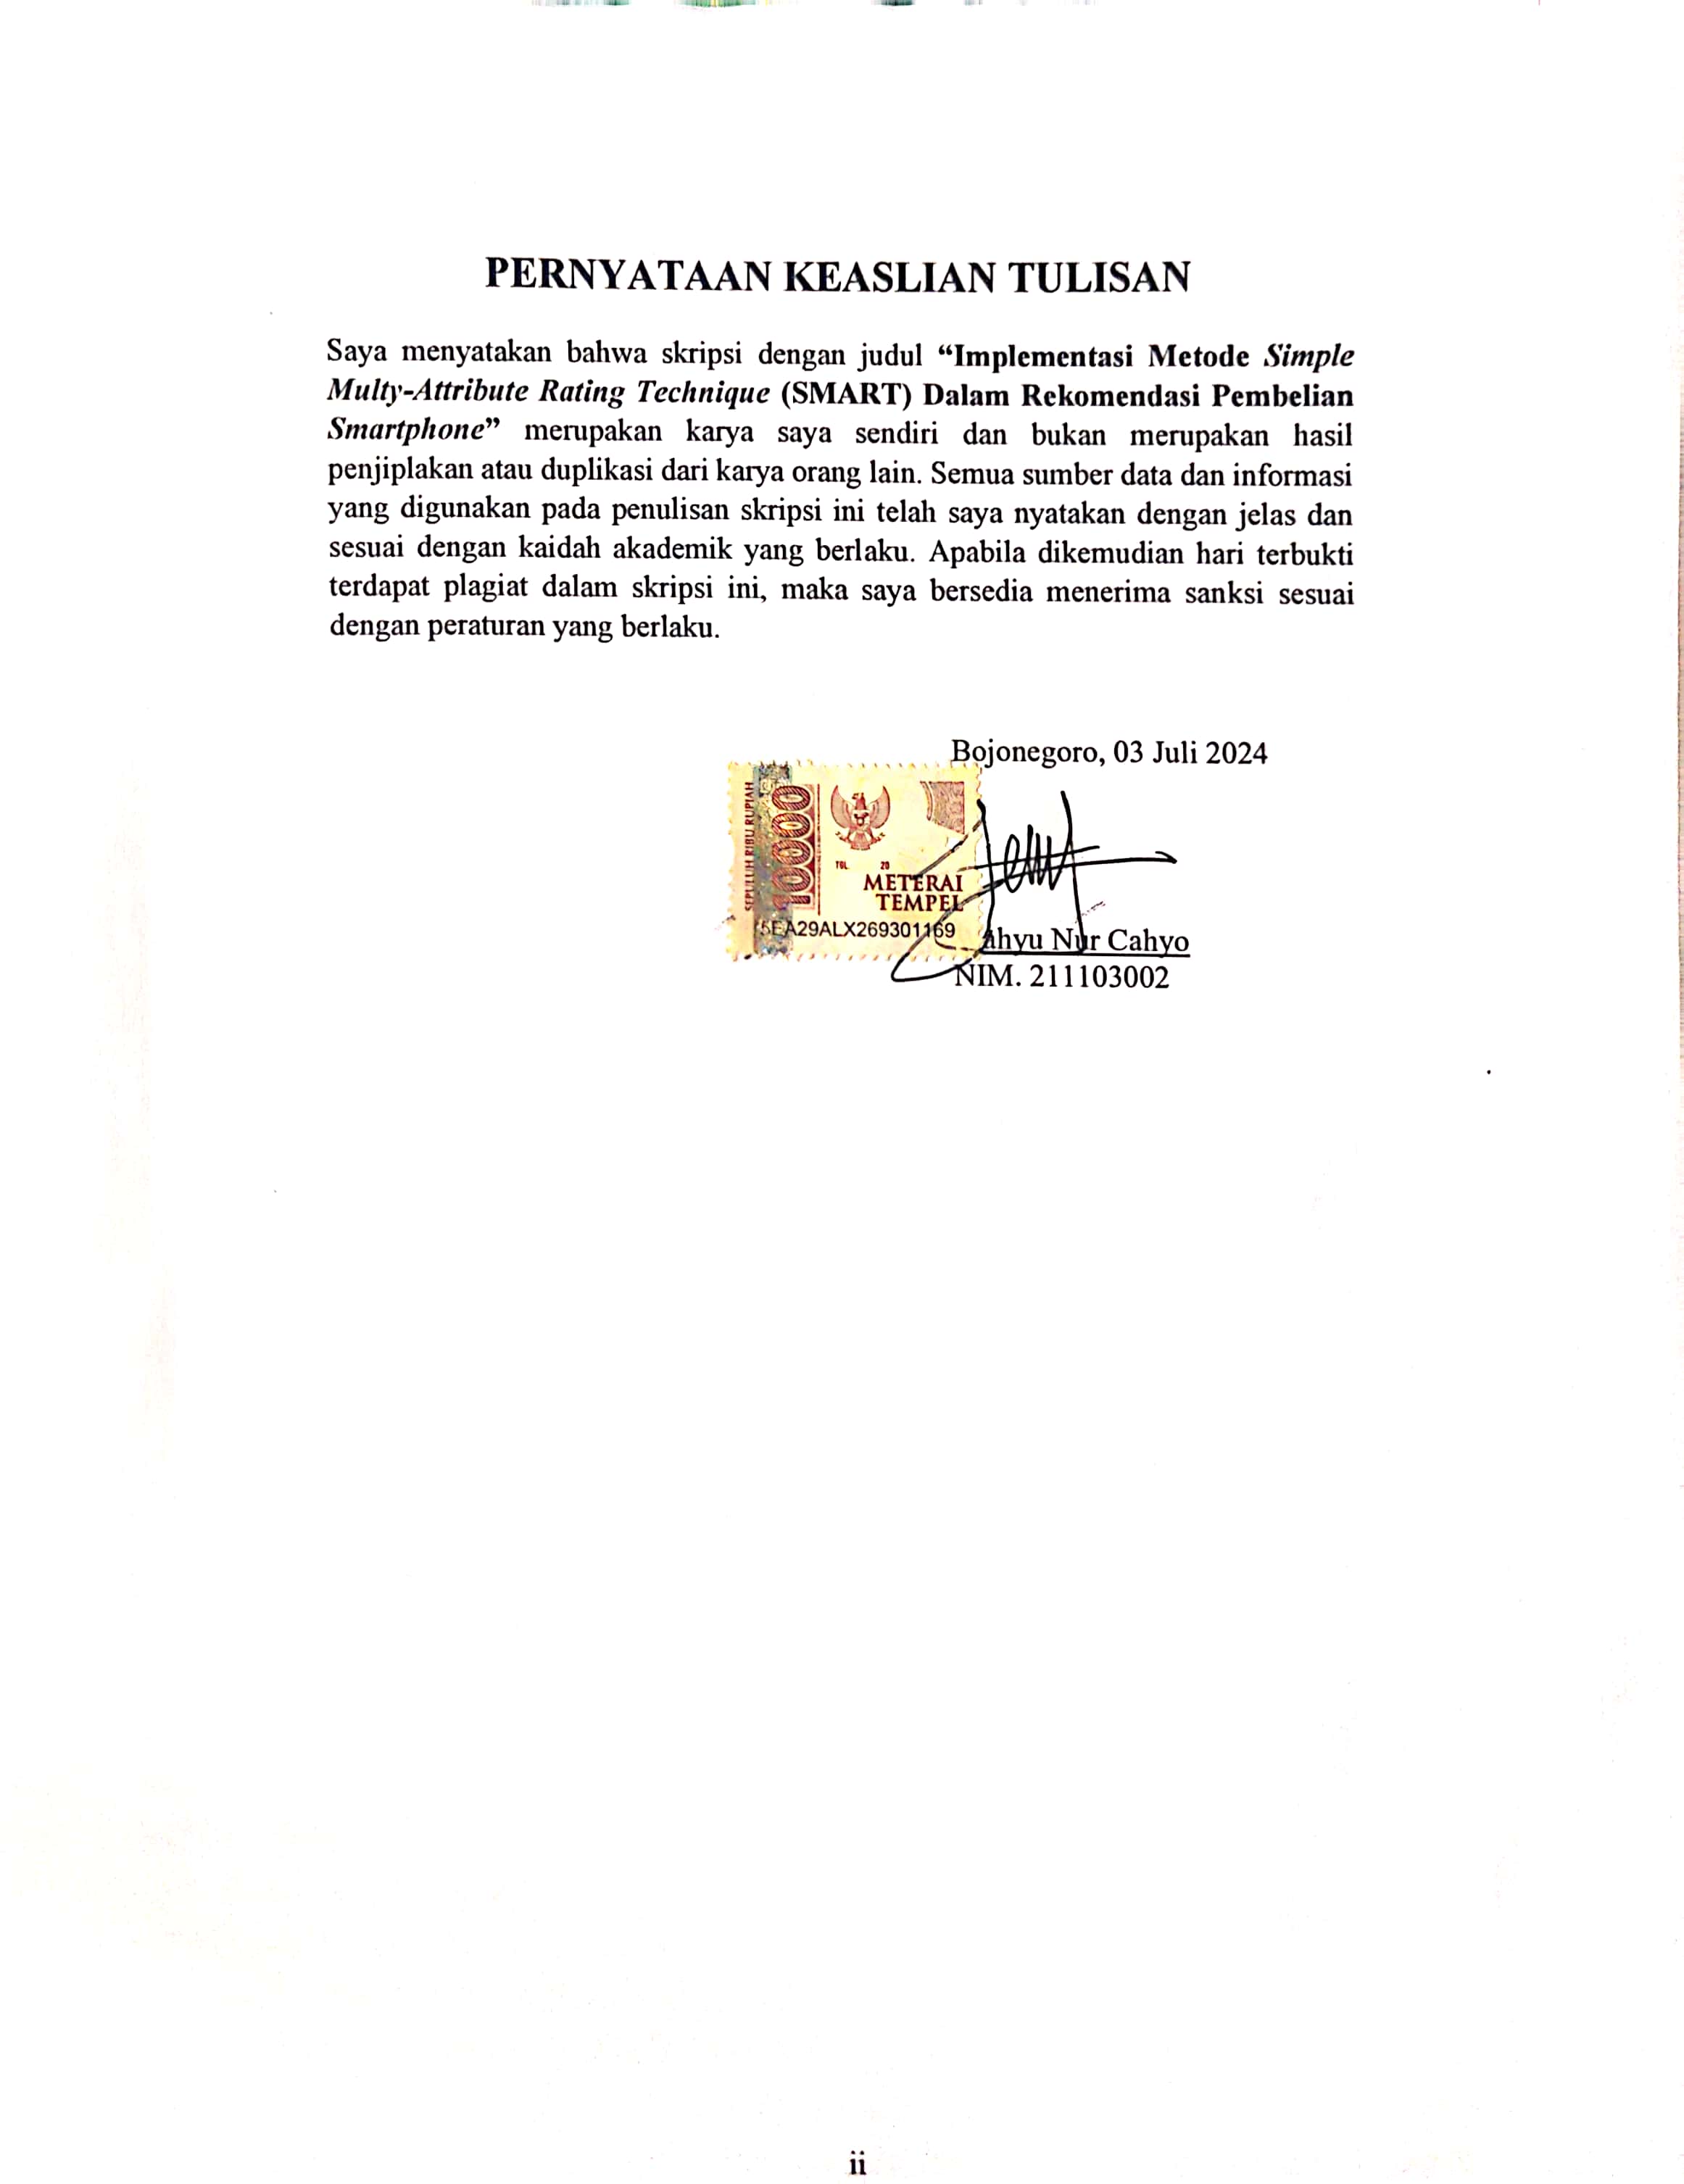 PERNYATAAN KEASLIAN TULISAN
Saya menyatakan bahwa skripsi dengan judul “Implementasi Metode Simple
Multy-Attribute Rating Technique (SMART) Dalam Rekomendasi Pembelian
Smartphone” merupakan karya saya sendiri dan bukan merupakan hasil
penjiplakan atau duplikasi dari karya orang lain. Semua sumber data dan informasi
yang digunakan pada penulisan skripsi ini telah saya nyatakan dengan jelas dan
sesuai dengan kaidah akademik yang berlaku. Apabila dikemudian hari terbukti
terdapat plagiat dalam skripsi ini, maka saya bersedia menerima sanksi sesuai
dengan peraturan yang berlaku.
Bojonegoro, 03 Juli 2024
SEPULUH RIBU RUPIAH
10000
TGL 20
METERAI
TEMPEL
5EA29ALX269301169
ahyu Nur Cahyo
NIM. 211103002
ii